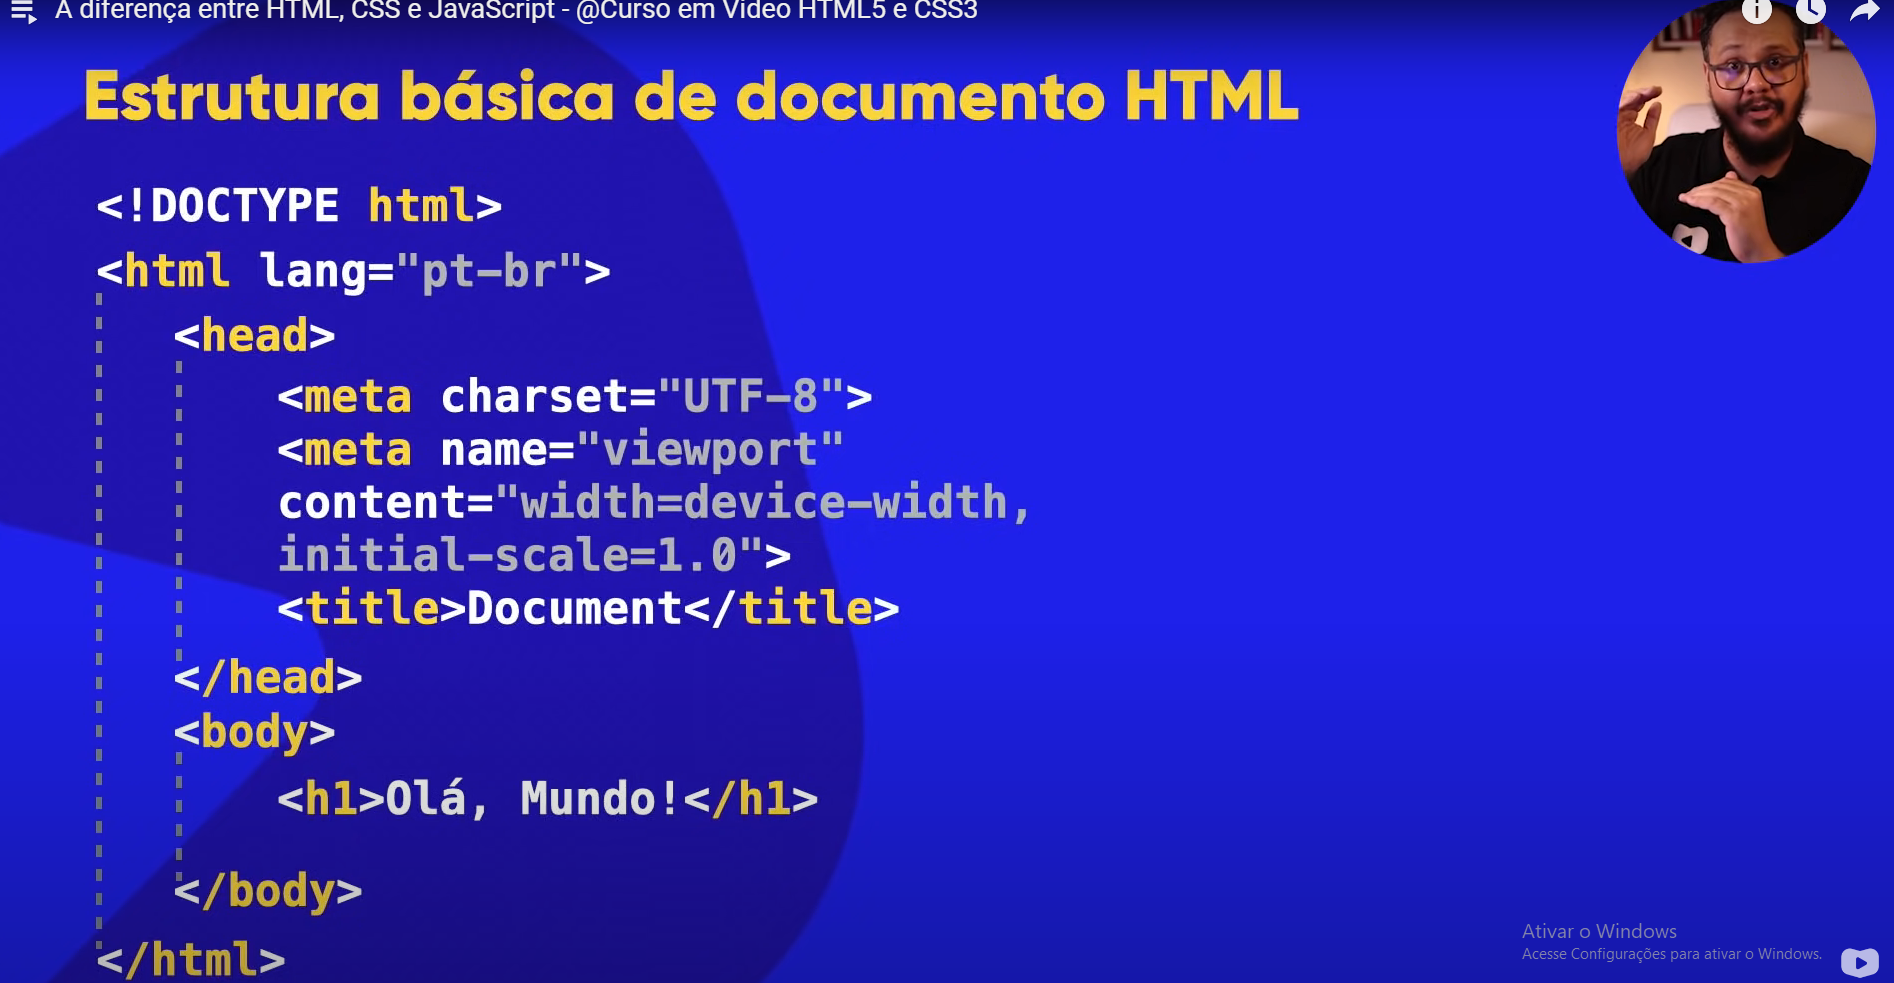 A diferença entre HTML, CSS e JavaScript - @Curso em Vídeo HTML5 e CSS3
Estrutura básica de documento HTML
<!DOCTYPE html>
<html lang="pt-br">
<head>
<meta charset="UTF-8">
<meta name="viewport"
content="width=device-width,
initial-scale=1.0">
<title>Document</title>
</head>
<body>
<h1>Olá, Mundo!</h1>
</body>
</html>
Ativar o Windows
Acesse Configurações para ativar o Windows.